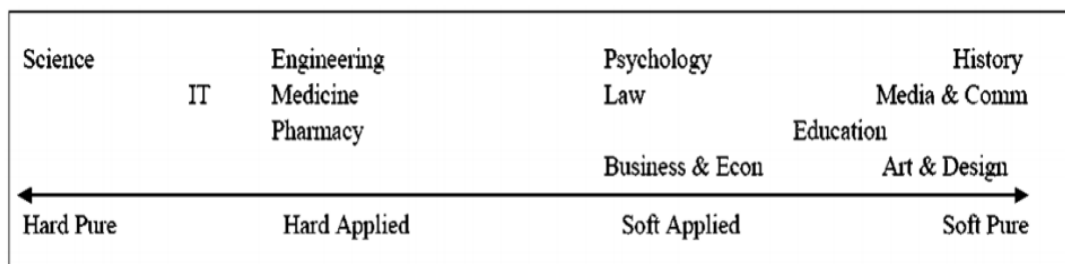 Science Engineering Psychology History
IT Medicine Law Media & Comm
Pharmacy Education
Business & Econ Art & Design
Hard Pure Hard Applied Soft Applied Soft Pure